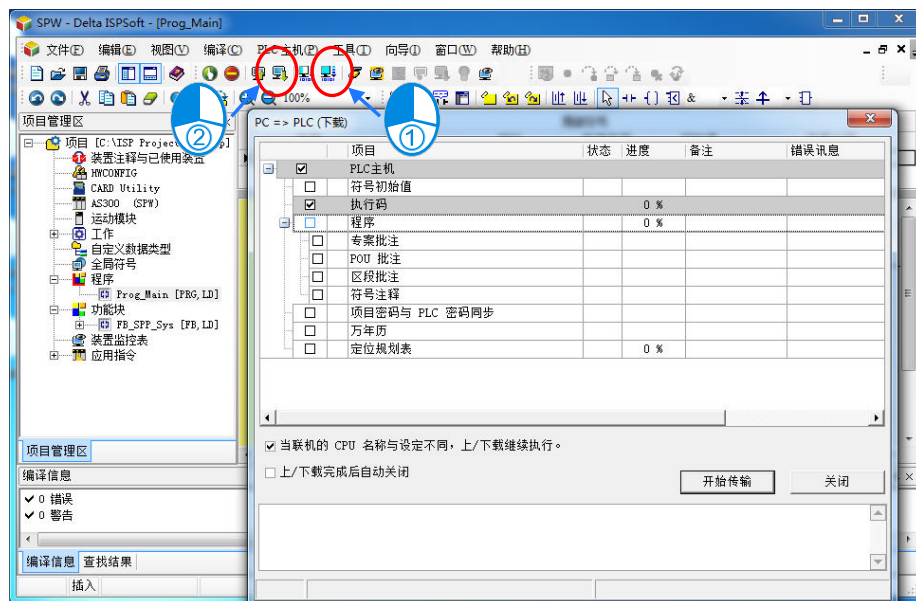 SPW - Delta ISPSoft - [Prog_Main]
文件(F) 编辑(E) 视图(V) 编译(C) PLC主机(P) 工具(T) 向导(I) 窗口(W) 帮助(H)
100%
①
②
项目管理区
项目 [C:\ISP Projec
装置注释与已使用装置
HWCONFIG
CARD Utility
AS300 (SPW)
运动模块
工作
自定义数据类型
全局符号
程序
Prog_Main [PRG,LD]
功能块
FB_SPP_Sys [FB,LD]
装置监控表
应用指令
项目管理区
编译信息
0 错误
0 警告
编译信息 查找结果
插入
PC => PLC (下载)
项目 状态 进度 备注 错误讯息
PLC主机
符号初始值
执行码 0 %
程序 0 %
专案批注
POU 批注
区段批注
符号注释
项目密码与 PLC 密码同步
万年历
定位规划表 0 %
当联机的 CPU 名称与设定不同，上/下载继续执行。
上/下载完成后自动关闭
开始传输 关闭